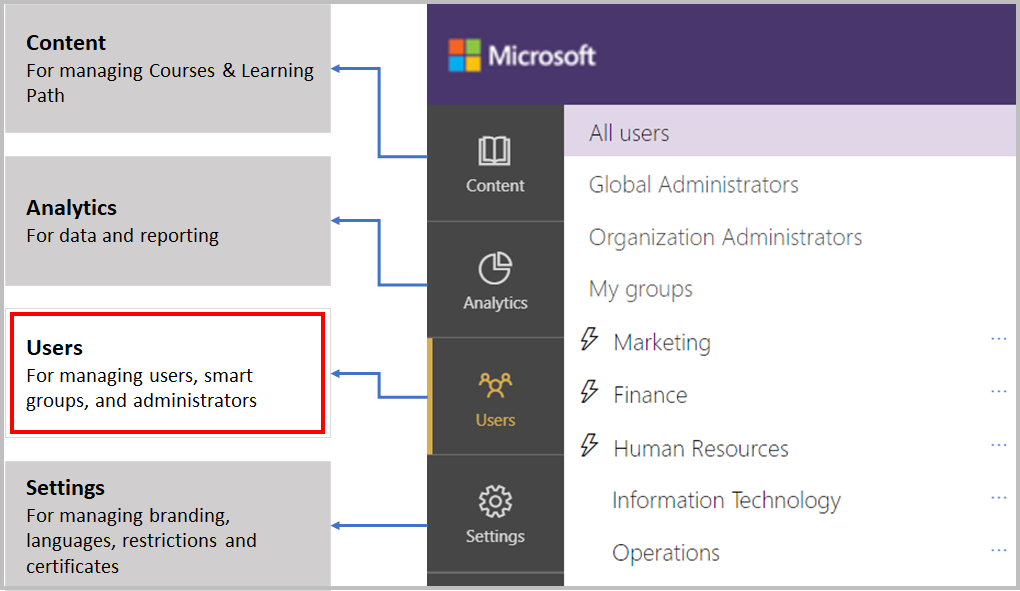 Content
For managing Courses & Learning
Path
Analytics
For data and reporting
Users
For managing users, smart
groups, and administrators
Settings
For managing branding,
languages, restrictions and
certificates
Microsoft
Content
Analytics
Users
Settings
All users
Global Administrators
Organization Administrators
My groups
Marketing ...
Finance ...
Human Resources ...
Information Technology ...
Operations ...